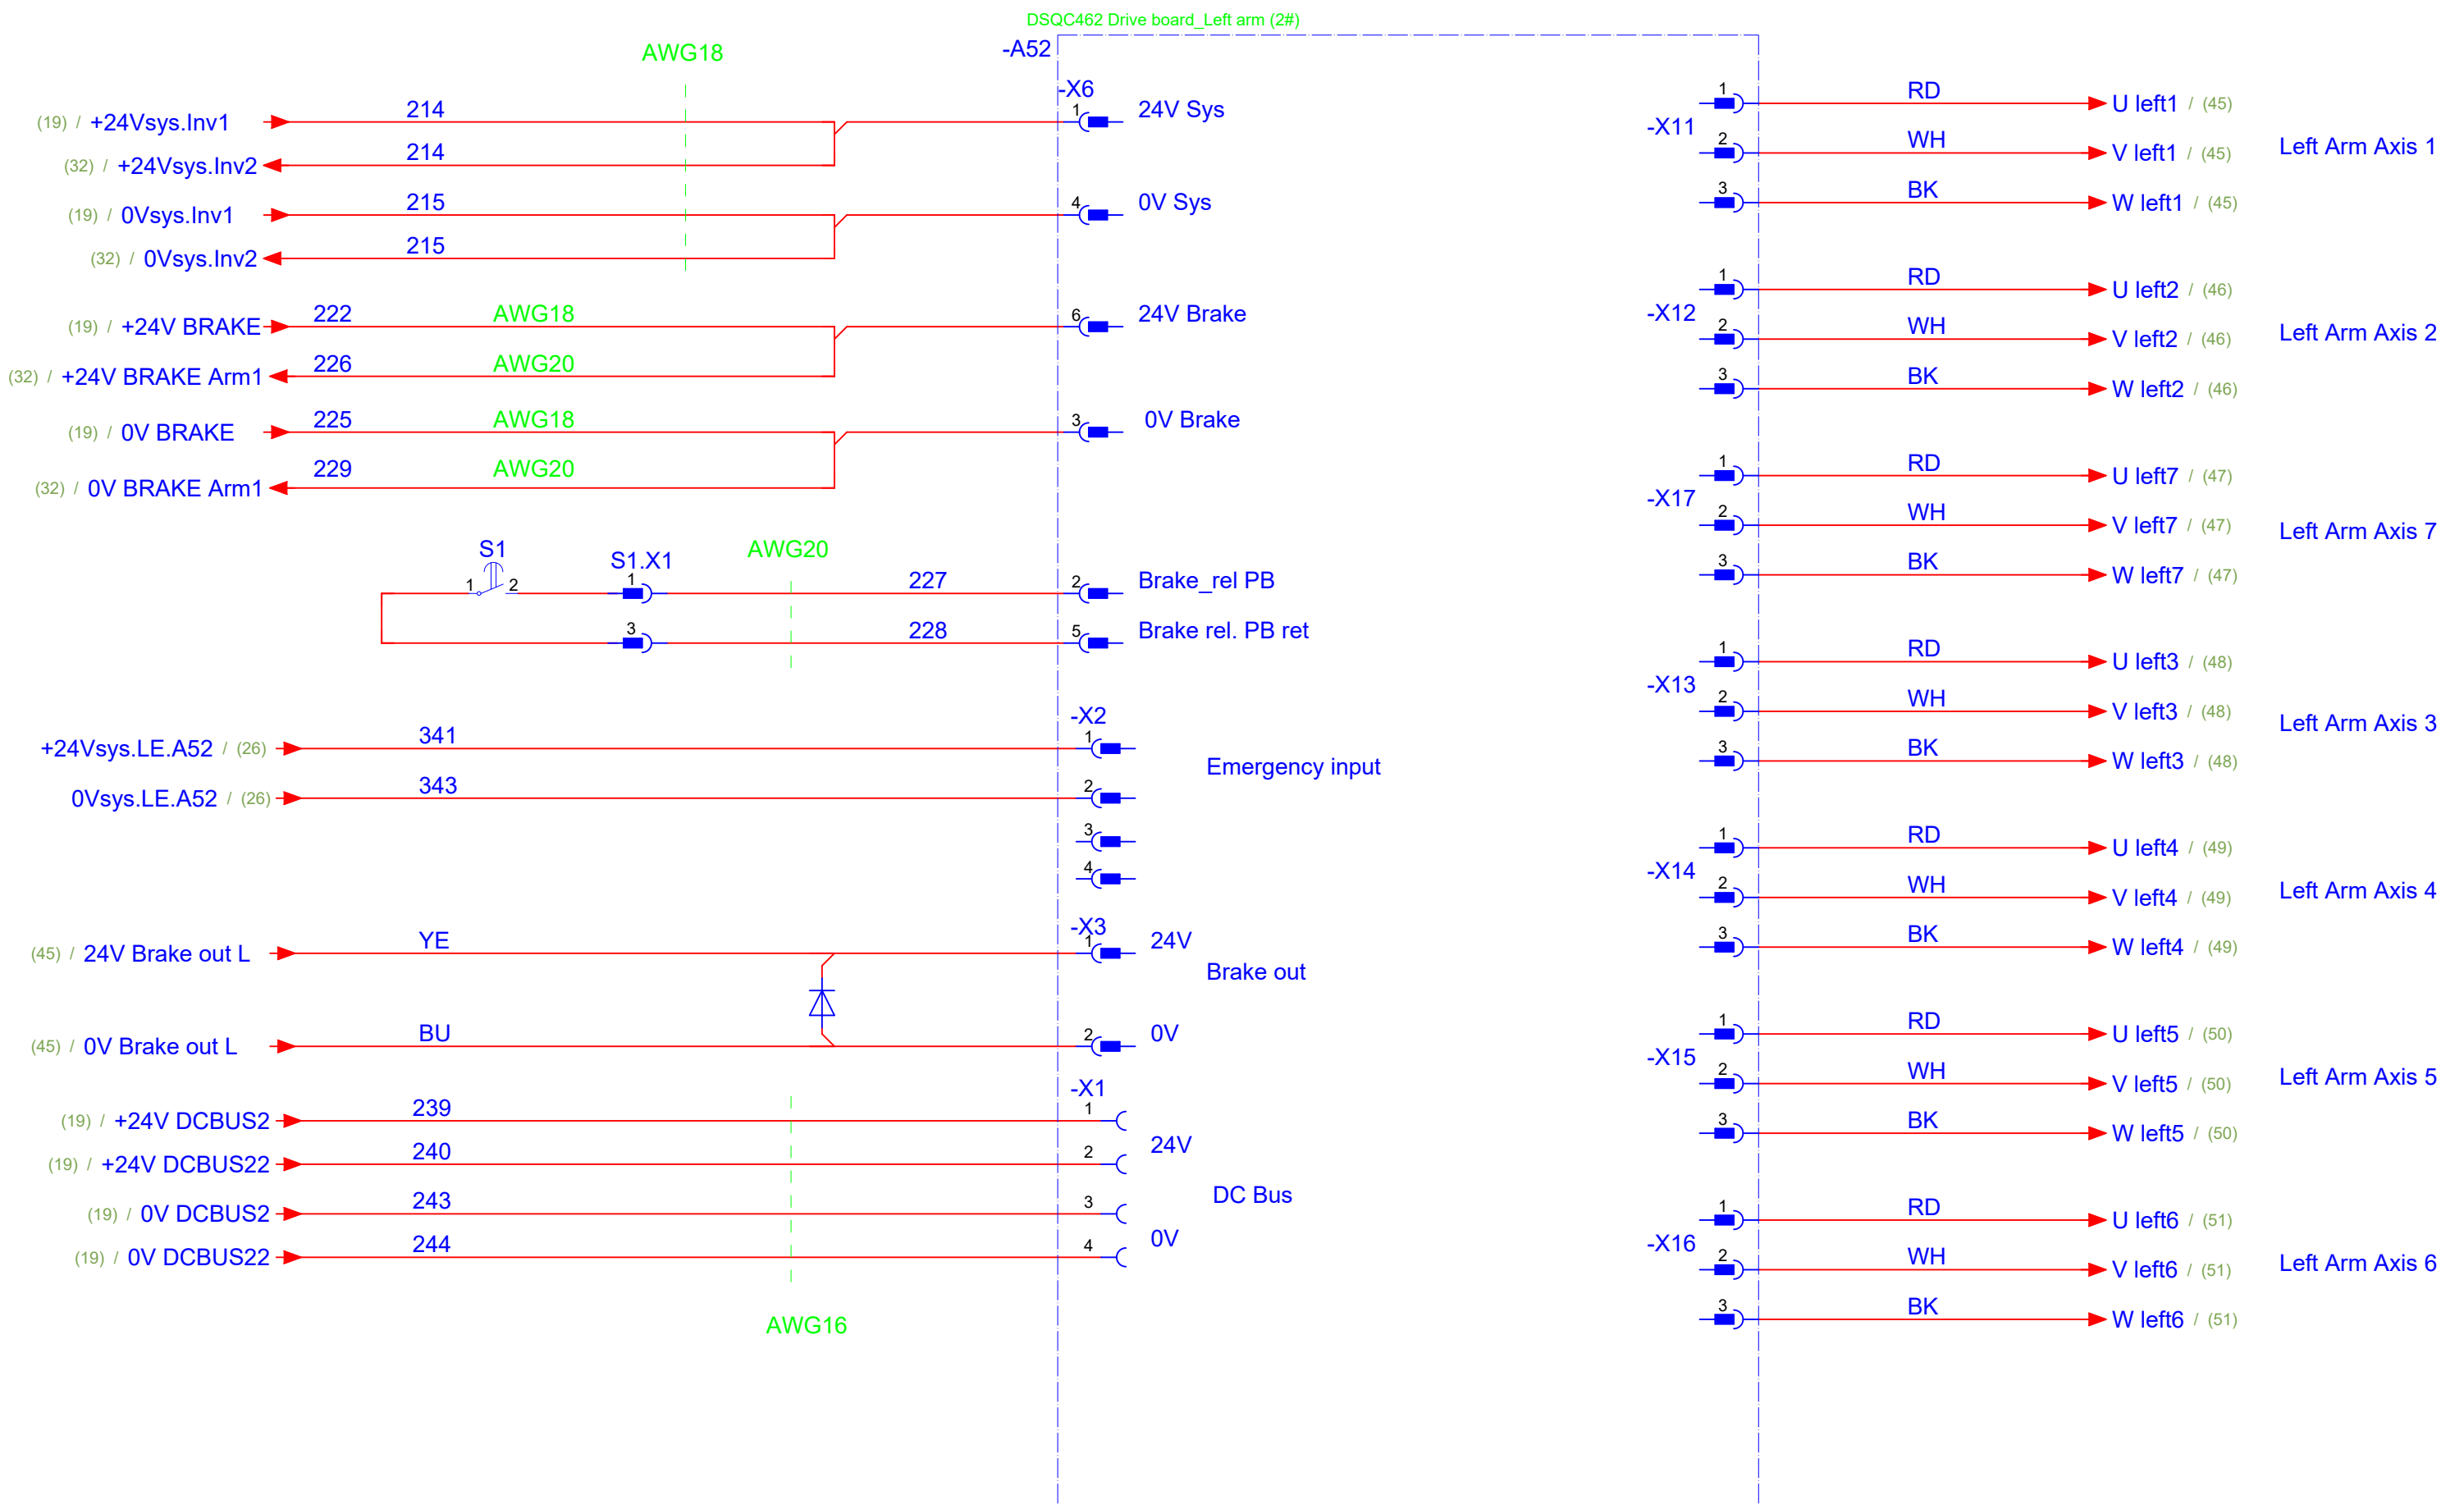 DSQC462 Drive board_Left arm (2#)
-A52
AWG18
-X6
(19) / +24Vsys.Inv1 214 1 24V Sys
(32) / +24Vsys.Inv2 214
(19) / 0Vsys.Inv1 215 4 0V Sys
(32) / 0Vsys.Inv2 215
(19) / +24V BRAKE 222 AWG18 6 24V Brake
(32) / +24V BRAKE Arm1 226 AWG20
(19) / 0V BRAKE 225 AWG18 3 0V Brake
(32) / 0V BRAKE Arm1 229 AWG20
S1 S1.X1 AWG20
1 2 1 227 2 Brake_rel PB
3 228 5 Brake rel. PB ret
-X2
+24Vsys.LE.A52 / (26) 341 1
Emergency input
0Vsys.LE.A52 / (26) 343 2
3
4
-X3
(45) / 24V Brake out L YE 1 24V
Brake out
(45) / 0V Brake out L BU 2 0V
-X1
(19) / +24V DCBUS2 239 1
24V
(19) / +24V DCBUS22 240 2
DC Bus
(19) / 0V DCBUS2 243 3
0V
(19) / 0V DCBUS22 244 4
AWG16
1 RD U left1 / (45)
-X11
2 WH V left1 / (45) Left Arm Axis 1
3 BK W left1 / (45)
1 RD U left2 / (46)
-X12
2 WH V left2 / (46) Left Arm Axis 2
3 BK W left2 / (46)
1 RD U left7 / (47)
-X17
2 WH V left7 / (47) Left Arm Axis 7
3 BK W left7 / (47)
1 RD U left3 / (48)
-X13
2 WH V left3 / (48) Left Arm Axis 3
3 BK W left3 / (48)
1 RD U left4 / (49)
-X14
2 WH V left4 / (49) Left Arm Axis 4
3 BK W left4 / (49)
1 RD U left5 / (50)
-X15
2 WH V left5 / (50) Left Arm Axis 5
3 BK W left5 / (50)
1 RD U left6 / (51)
-X16
2 WH V left6 / (51) Left Arm Axis 6
3 BK W left6 / (51)